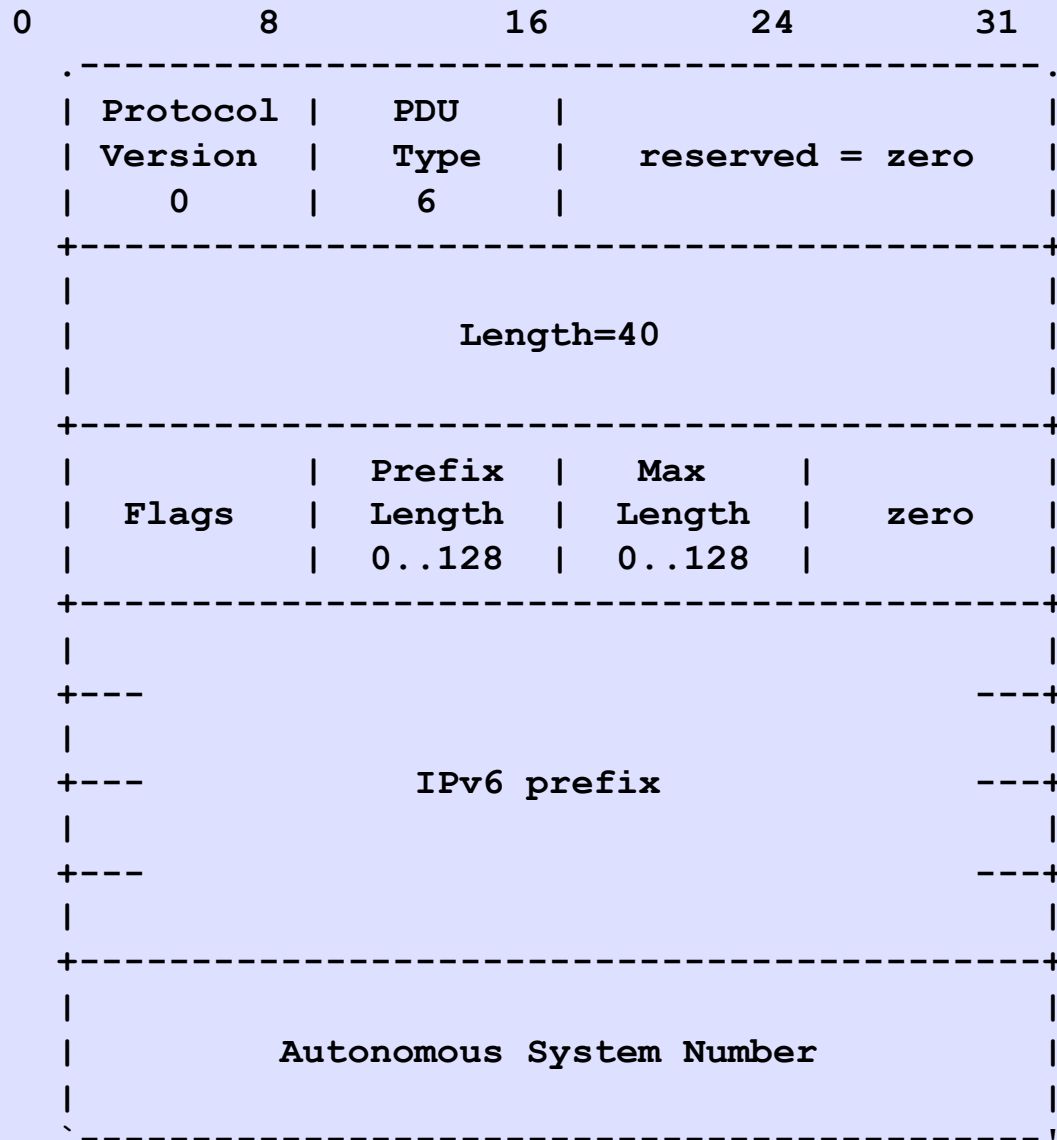 0 8 16 24 31
.-------------------------------------------.
| Protocol | PDU | |
| Version | Type | reserved = zero |
| 0 | 6 | |
+-------------------------------------------+
| |
| Length=40 |
| |
+-------------------------------------------+
| | Prefix | Max | |
| Flags | Length | Length | zero |
| | 0..128 | 0..128 | |
+-------------------------------------------+
| |
+--- ---+
| |
+--- IPv6 prefix ---+
| |
+--- ---+
| |
+-------------------------------------------+
| |
| Autonomous System Number |
| |
`-------------------------------------------'